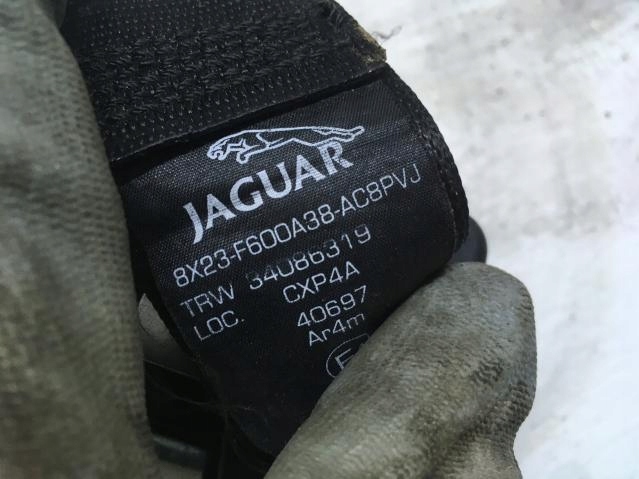 JAGUAR
8X23-F600A38-AC8PVJ
TRW 34086319
LOC. CXP4A
40697
Ar4m
E